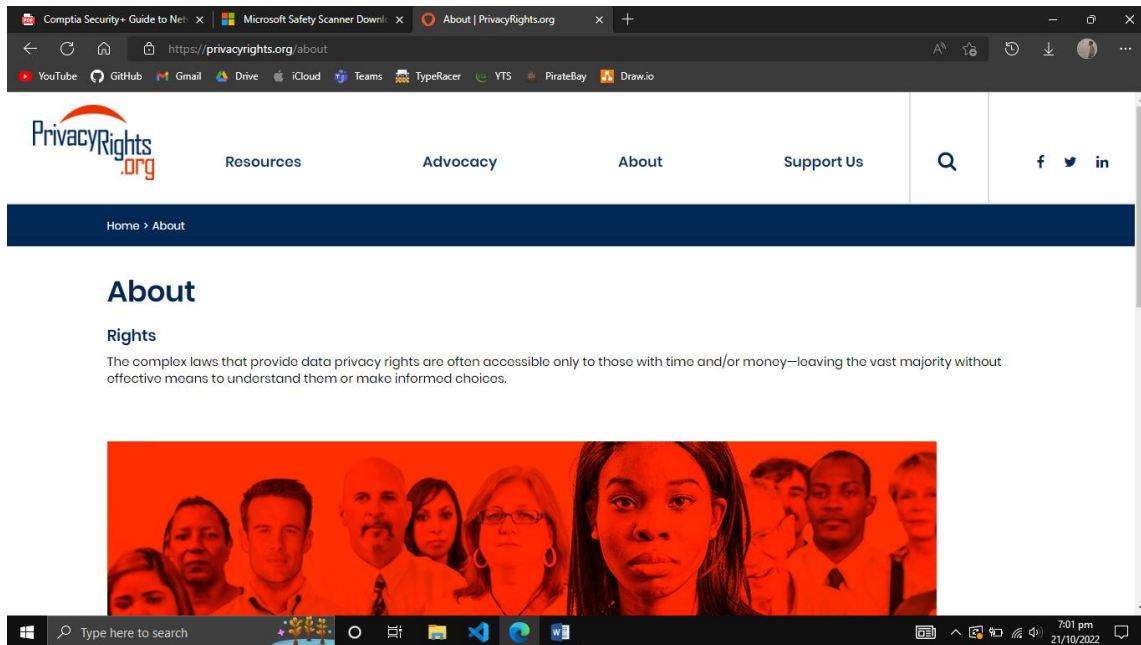 Comptia Security+ Guide to Net
Microsoft Safety Scanner Downlo
About | PrivacyRights.org
https://privacyrights.org/about
YouTube GitHub Gmail Drive iCloud Teams TypeRacer YTS PirateBay Draw.io
PrivacyRights
.org
Resources Advocacy About Support Us
Home > About
About
Rights
The complex laws that provide data privacy rights are often accessible only to those with time and/or money—leaving the vast majority without
effective means to understand them or make informed choices.
Type here to search
7:01 pm
21/10/2022